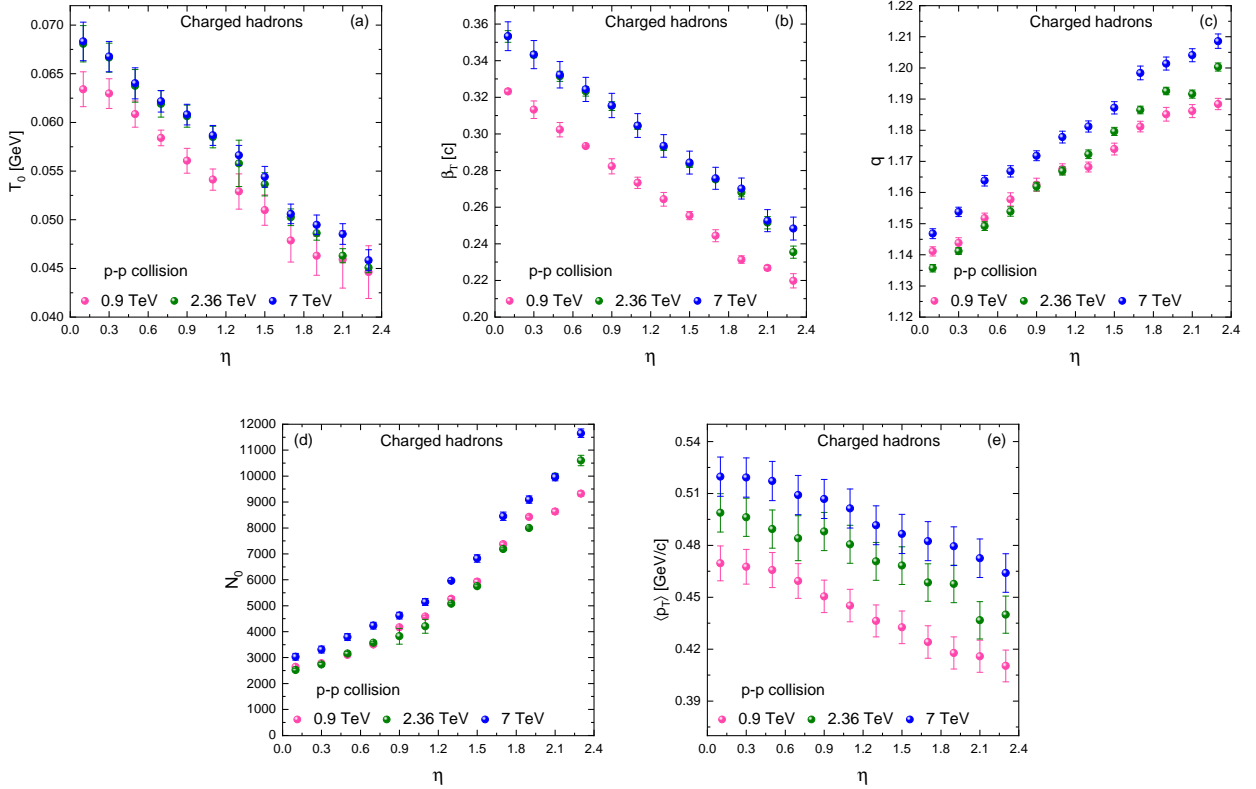 Charged hadrons (a)
0.070
0.065
0.060
0.055
0.050
0.045
0.040
T0 [GeV]
p-p collision
0.9 TeV 2.36 TeV 7 TeV
0.0 0.3 0.6 0.9 1.2 1.5 1.8 2.1 2.4
η
Charged hadrons (b)
0.36
0.34
0.32
0.30
0.28
0.26
0.24
0.22
0.20
βT [c]
p-p collision
0.9 TeV 2.36 TeV 7 TeV
0.0 0.3 0.6 0.9 1.2 1.5 1.8 2.1 2.4
η
Charged hadrons (c)
1.21
1.20
1.19
1.18
1.17
1.16
1.15
1.14
1.13
1.12
q
p-p collision
0.9 TeV 2.36 TeV 7 TeV
0.0 0.3 0.6 0.9 1.2 1.5 1.8 2.1 2.4
η
(d) Charged hadrons
12000
11000
10000
9000
8000
7000
6000
5000
4000
3000
2000
1000
0
N0
p-p collision
0.9 TeV 2.36 TeV 7 TeV
0.0 0.3 0.6 0.9 1.2 1.5 1.8 2.1 2.4
η
Charged hadrons (e)
0.54
0.51
0.48
0.45
0.42
0.39
⟨pT⟩ [GeV/c]
p-p collision
0.9 TeV 2.36 TeV 7 TeV
0.0 0.3 0.6 0.9 1.2 1.5 1.8 2.1 2.4
η